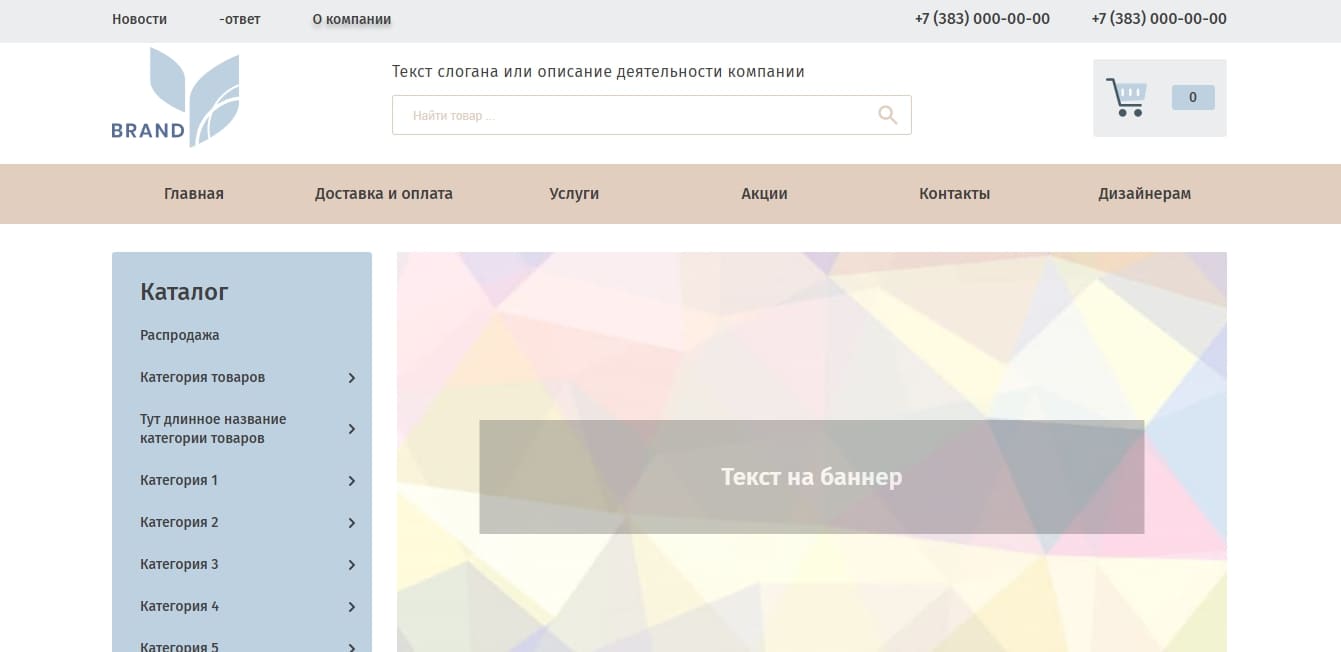 Новости
-ответ
О компании
+7 (383) 000-00-00
+7 (383) 000-00-00
BRAND
Текст слогана или описание деятельности компании
Найти товар ...
0
Главная
Доставка и оплата
Услуги
Акции
Контакты
Дизайнерам
Каталог
Распродажа
Категория товаров
Тут длинное название
категории товаров
Категория 1
Категория 2
Категория 3
Категория 4
Категория 5
Текст на баннер